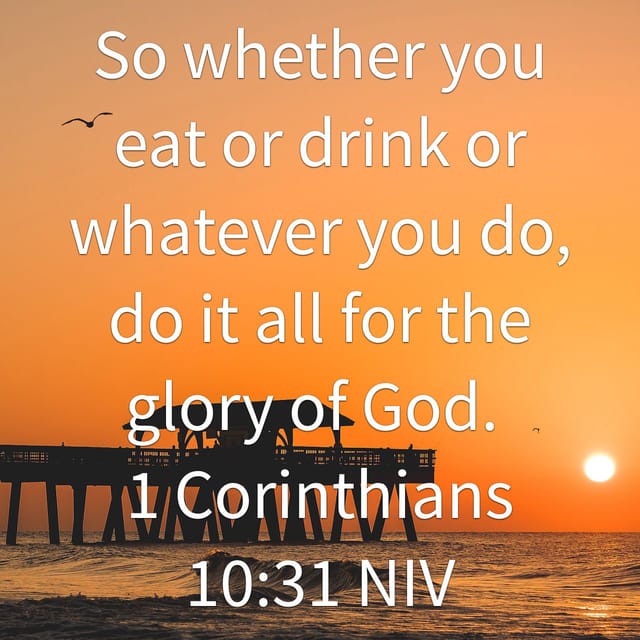 So whether you
eat or drink or
whatever you do,
do it all for the
glory of God.
1 Corinthians
10:31 NIV